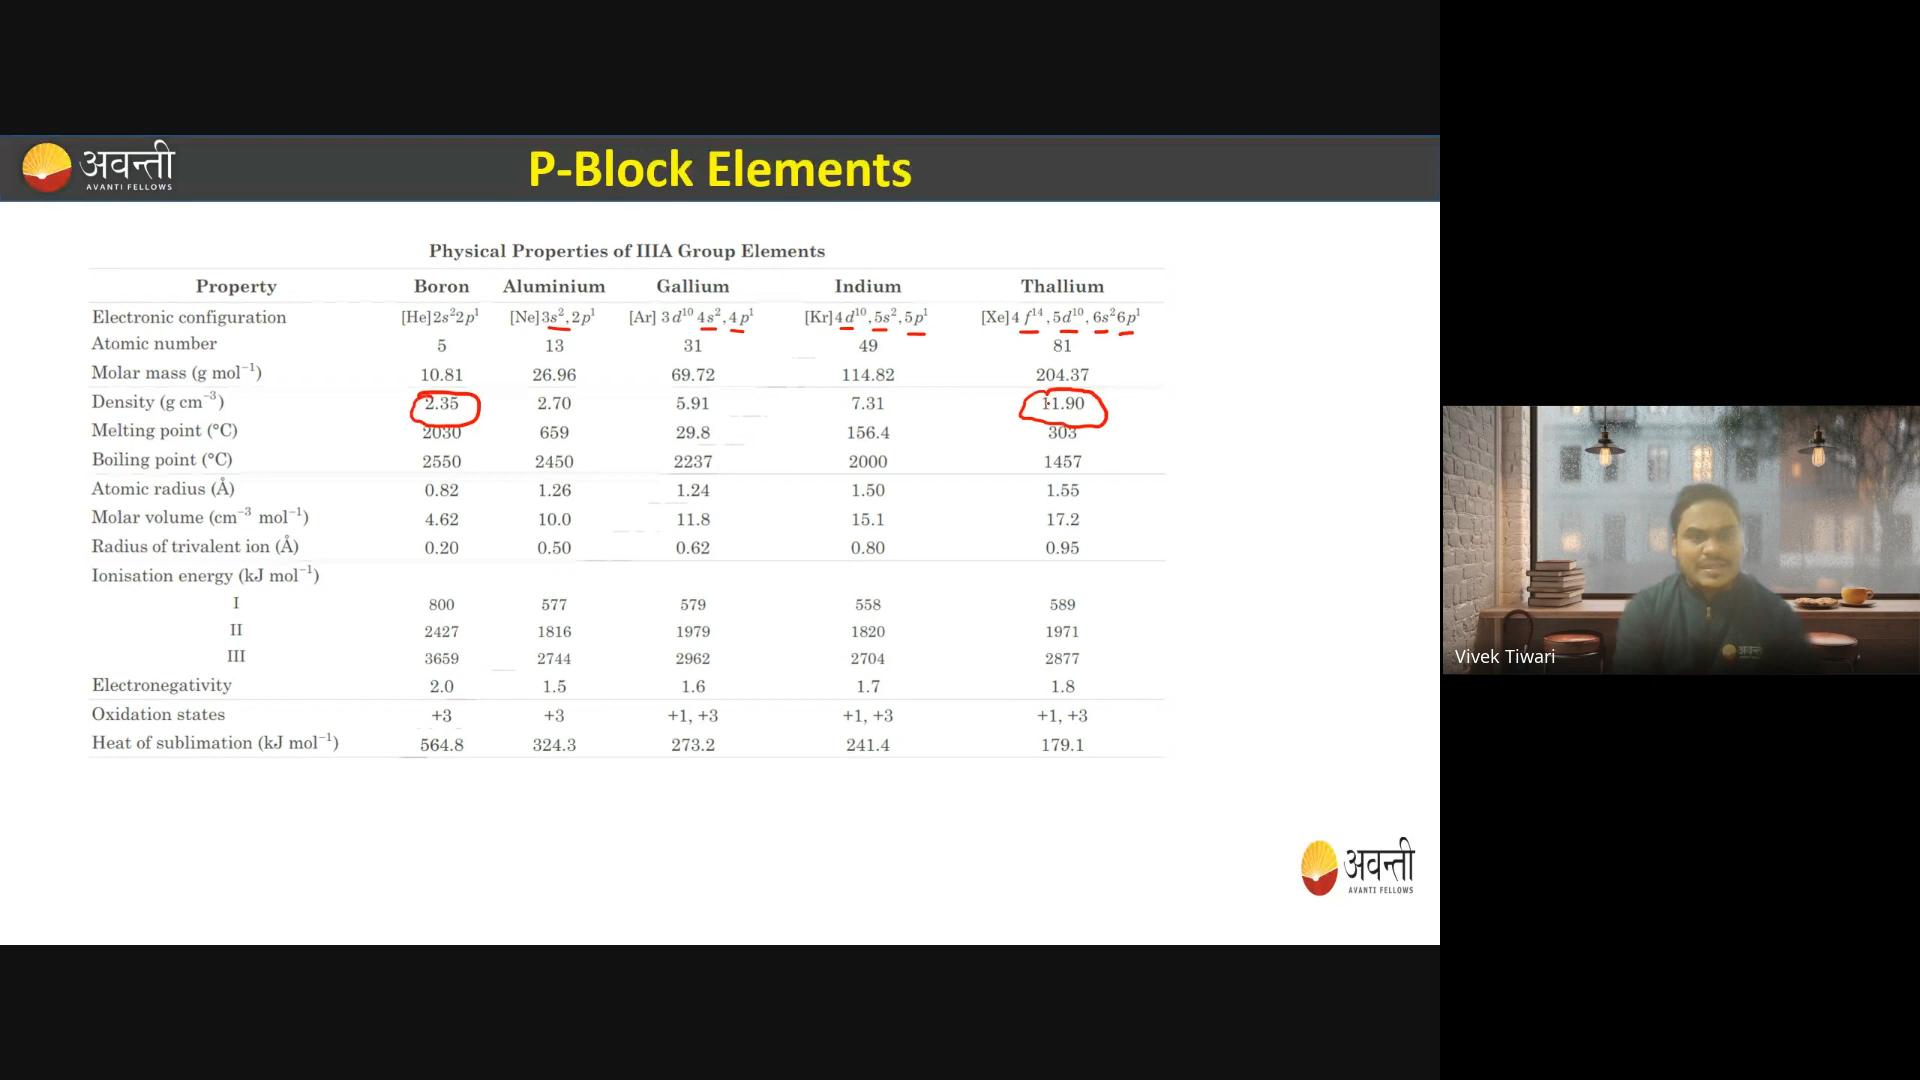 अवन्ती
AVANTI FELLOWS
P-Block Elements
Physical Properties of IIIA Group Elements
Property Boron Aluminium Gallium Indium Thallium
Electronic configuration [He]2s²2p¹ [Ne]3s²,2p¹ [Ar] 3d¹⁰ 4s²,4p¹ [Kr]4d¹⁰,5s²,5p¹ [Xe]4f¹⁴,5d¹⁰,6s²6p¹
Atomic number 5 13 31 49 81
Molar mass (g mol⁻¹) 10.81 26.96 69.72 114.82 204.37
Density (g cm⁻³) 2.35 2.70 5.91 7.31 11.90
Melting point (°C) 2030 659 29.8 156.4 303
Boiling point (°C) 2550 2450 2237 2000 1457
Atomic radius (Å) 0.82 1.26 1.24 1.50 1.55
Molar volume (cm⁻³ mol⁻¹) 4.62 10.0 11.8 15.1 17.2
Radius of trivalent ion (Å) 0.20 0.50 0.62 0.80 0.95
Ionisation energy (kJ mol⁻¹)
I 800 577 579 558 589
II 2427 1816 1979 1820 1971
III 3659 2744 2962 2704 2877
Electronegativity 2.0 1.5 1.6 1.7 1.8
Oxidation states +3 +3 +1, +3 +1, +3 +1, +3
Heat of sublimation (kJ mol⁻¹) 564.8 324.3 273.2 241.4 179.1
अवन्ती
AVANTI FELLOWS
Vivek Tiwari
अवन्ती